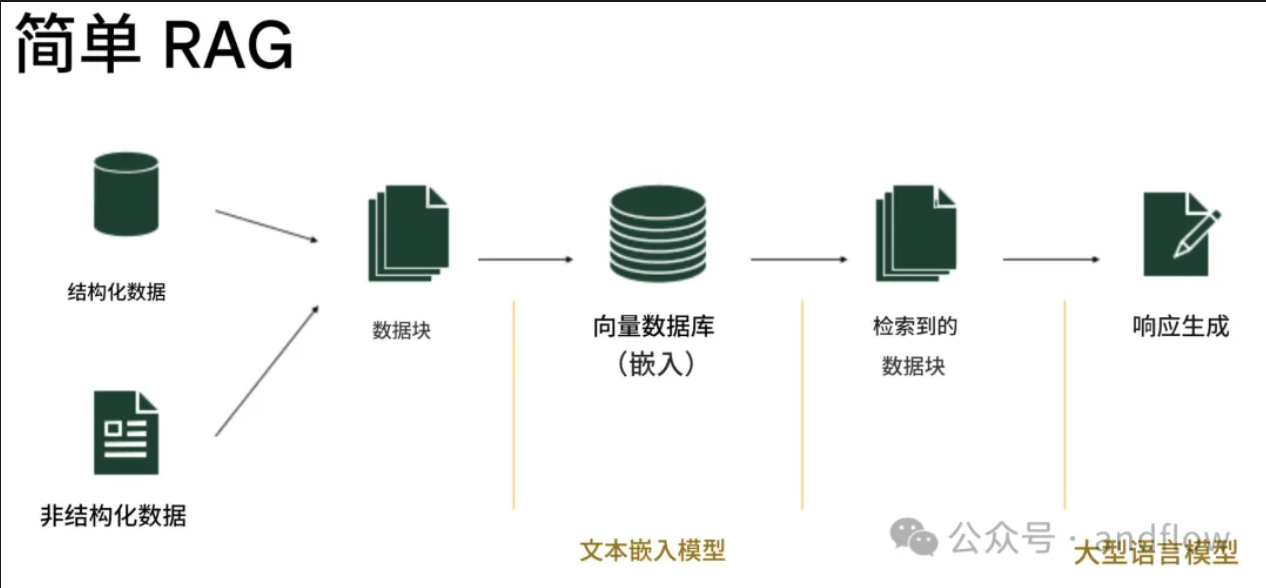 简单 RAG
结构化数据
非结构化数据
数据块
向量数据库
（嵌入）
检索到的
数据块
响应生成
文本嵌入模型
公众号 · andflow
大型语言模型